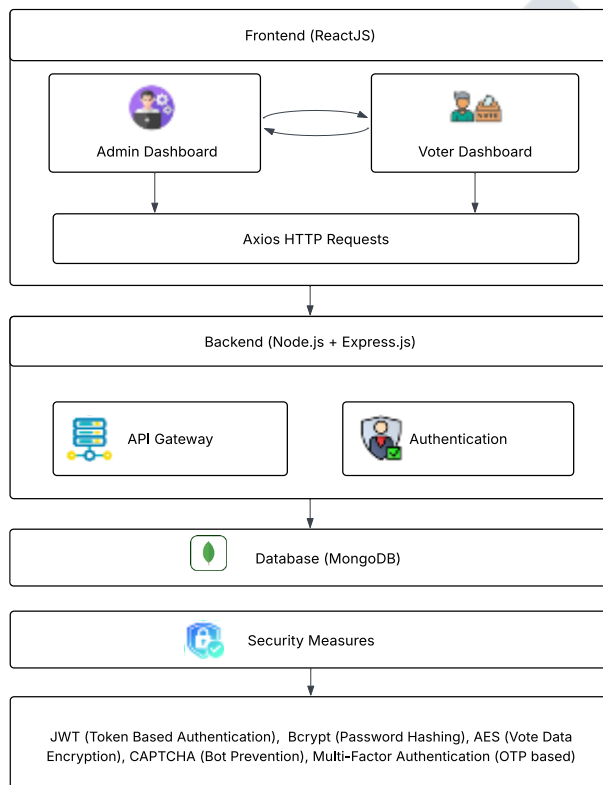 Frontend (ReactJS)
Admin Dashboard
VOTE
Voter Dashboard
Axios HTTP Requests
Backend (Node.js + Express.js)
API Gateway
Authentication
Database (MongoDB)
Security Measures
JWT (Token Based Authentication), Bcrypt (Password Hashing), AES (Vote Data
Encryption), CAPTCHA (Bot Prevention), Multi-Factor Authentication (OTP based)